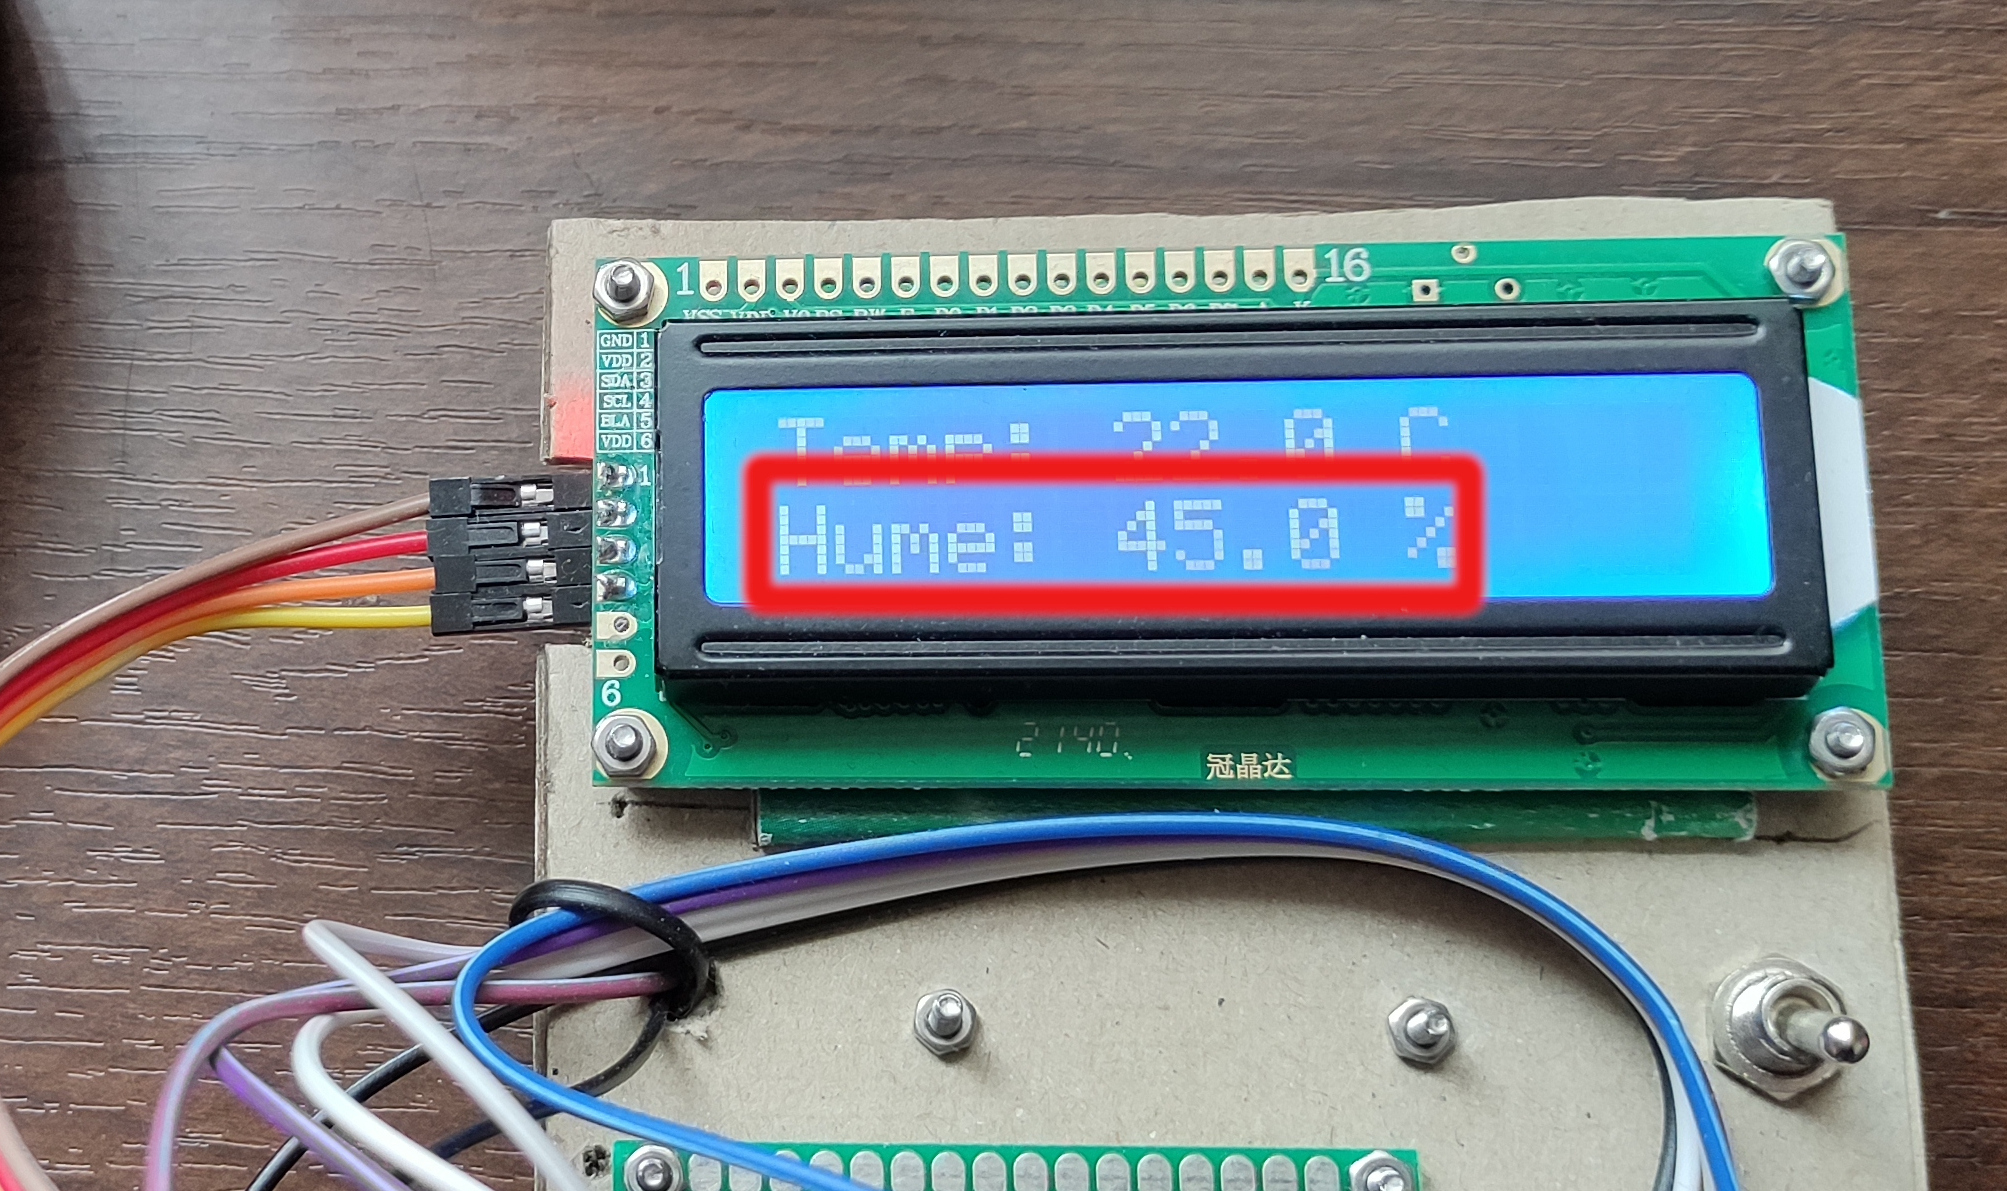 1 16
GND 1
VDD 2
SDA 3
SCL 4
BLA 5
VDD 6
Temp: 22.0 C
1
Hume: 45.0 %
6
2140.
冠晶达